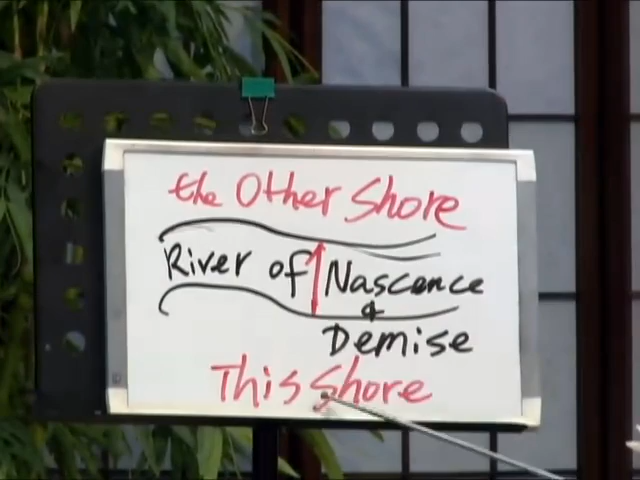 the Other Shore
River of Nascence
&
Demise
This Shore